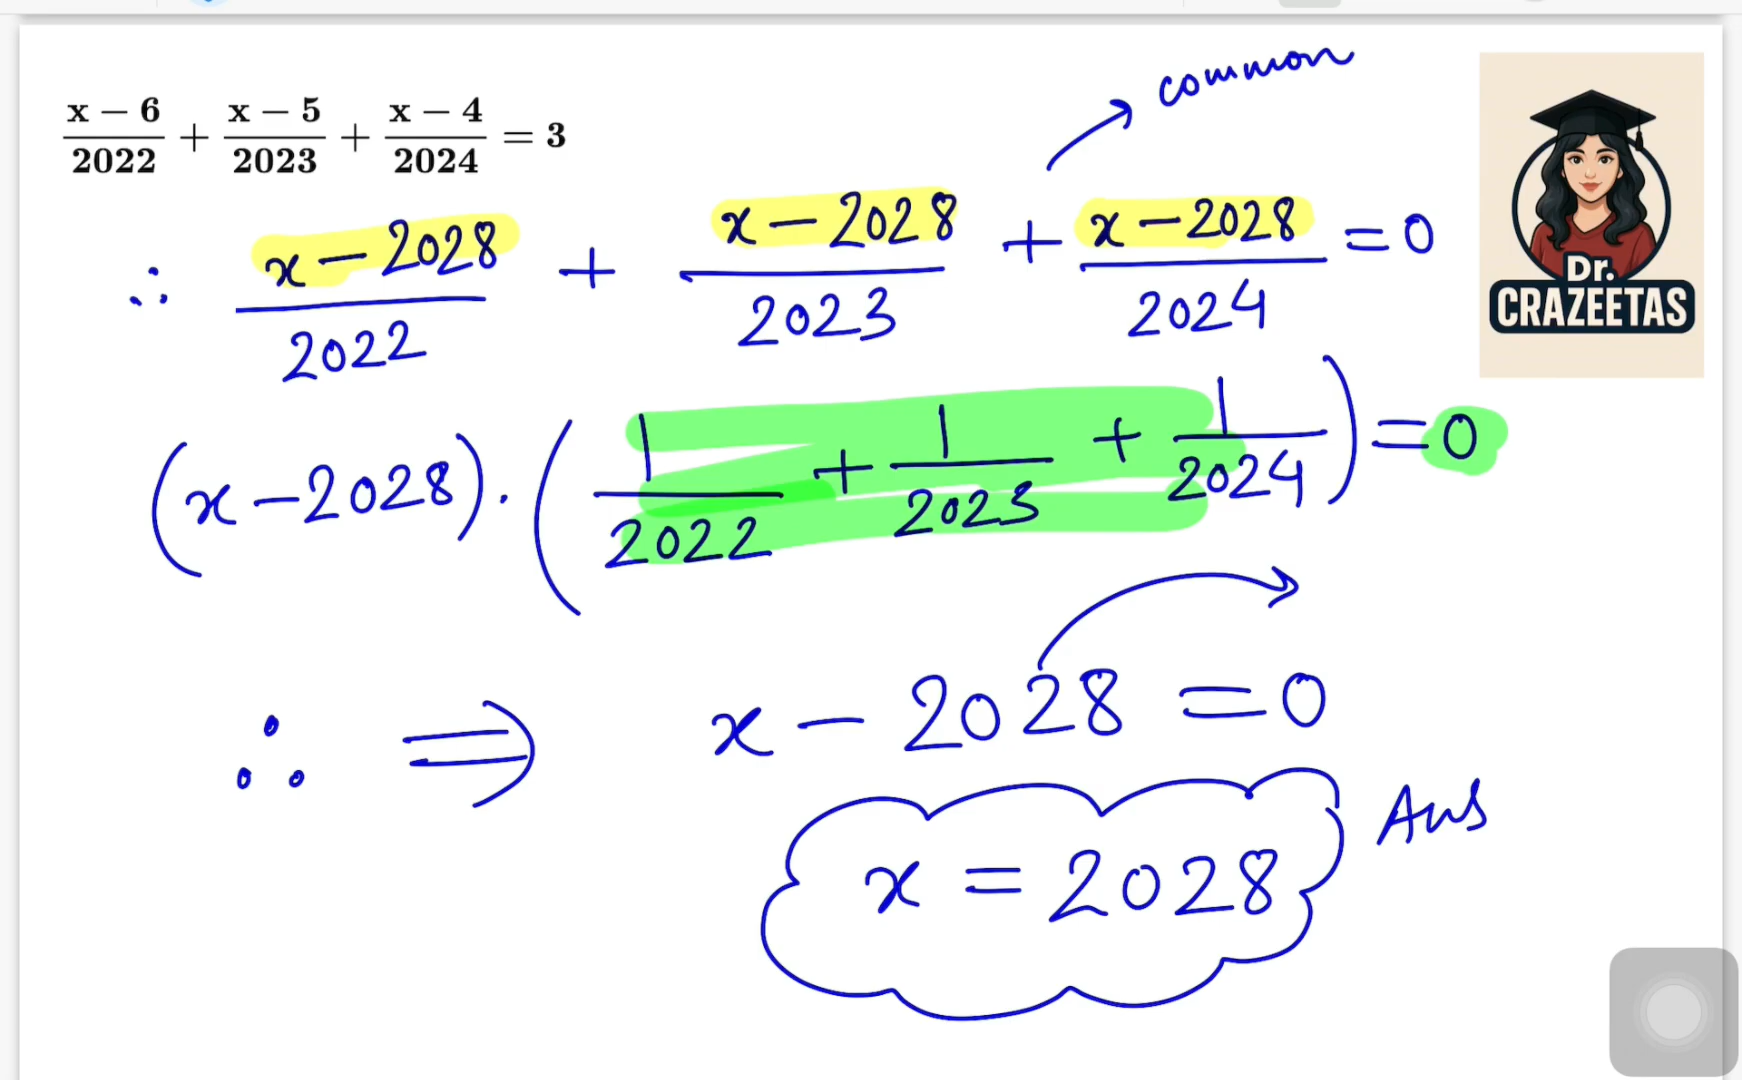 x − 6 / 2022 + x − 5 / 2023 + x − 4 / 2024 = 3
common
∴ x − 2028 / 2022 + x − 2028 / 2023 + x − 2028 / 2024 = 0
Dr.
CRAZEETAS
(x − 2028) · (1 / 2022 + 1 / 2023 + 1 / 2024) = 0
∴ ⇒ x − 2028 = 0
x = 2028 Ans